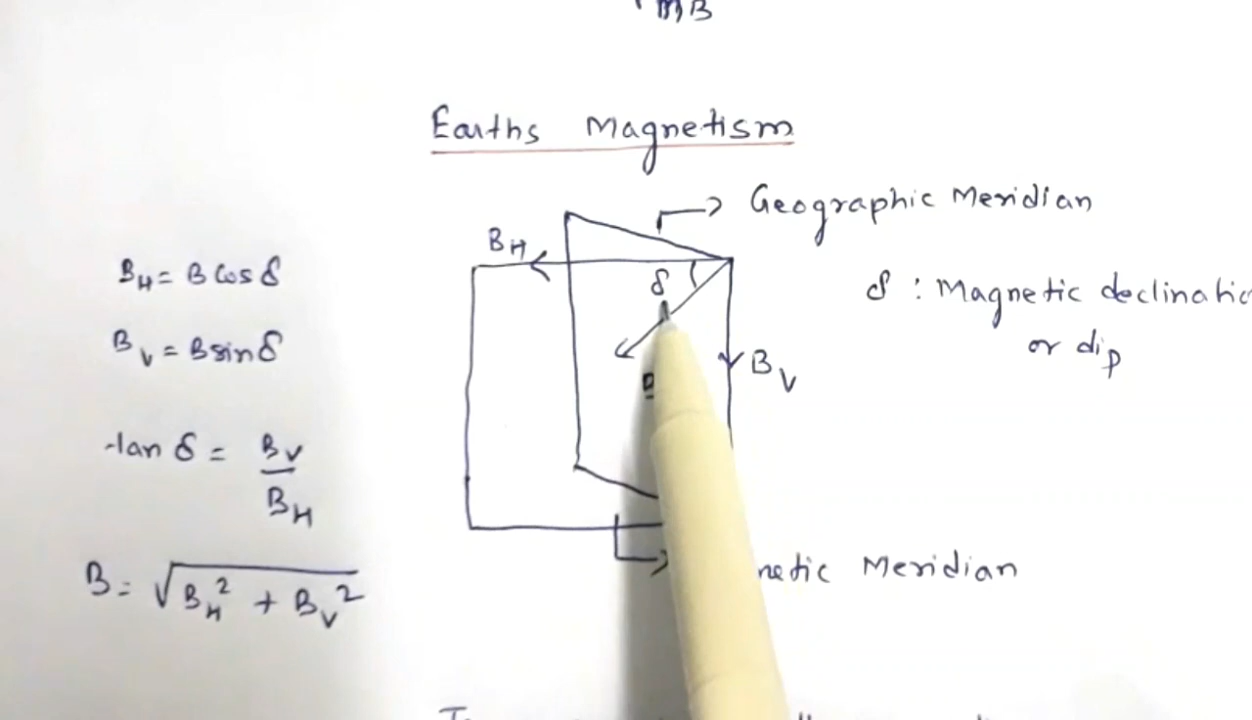 mB
Earths Magnetism
Geographic Meridian
BH
δ
δ : Magnetic declinatio
or dip
BV
BH = B Cos δ
BV = B sin δ
tan δ = BV / BH
B = √BH² + BV²
netic Meridian